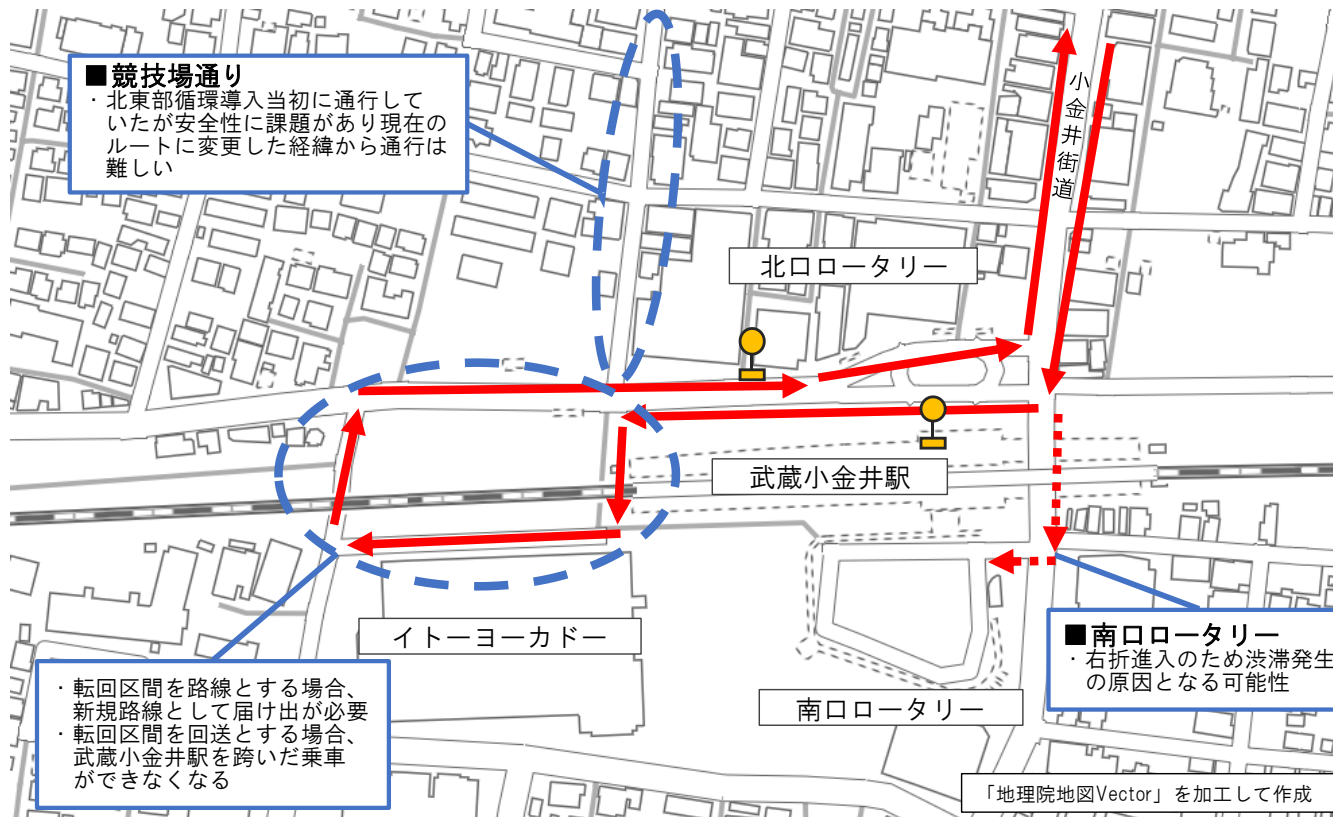 ■競技場通り
・北東部循環導入当初に通行して
いたが安全性に課題があり現在の
ルートに変更した経緯から通行は
難しい
小金井街道
北口ロータリー
武蔵小金井駅
イトーヨーカドー
■南口ロータリー
・右折進入のため渋滞発生
の原因となる可能性
・転回区間を路線とする場合、
新規路線として届け出が必要
・転回区間を回送とする場合、
武蔵小金井駅を跨いだ乗車
ができなくなる
南口ロータリー
「地理院地図Vector」を加工して作成